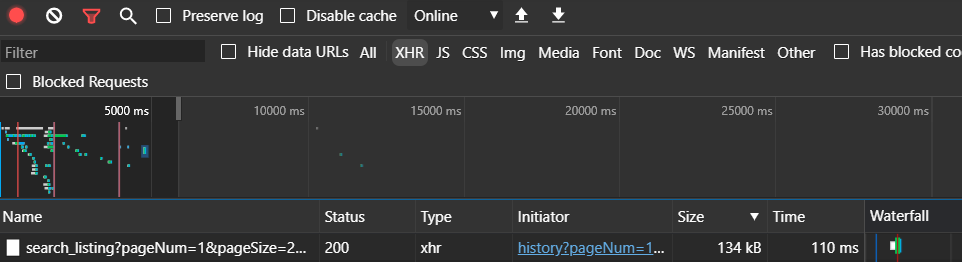 Preserve log Disable cache Online
Filter Hide data URLs All XHR JS CSS Img Media Font Doc WS Manifest Other Has blocked co
Blocked Requests
5000 ms 10000 ms 15000 ms 20000 ms 25000 ms 30000 ms
Name Status Type Initiator Size Time Waterfall
search_listing?pageNum=1&pageSize=2... 200 xhr history?pageNum=1... 134 kB 110 ms